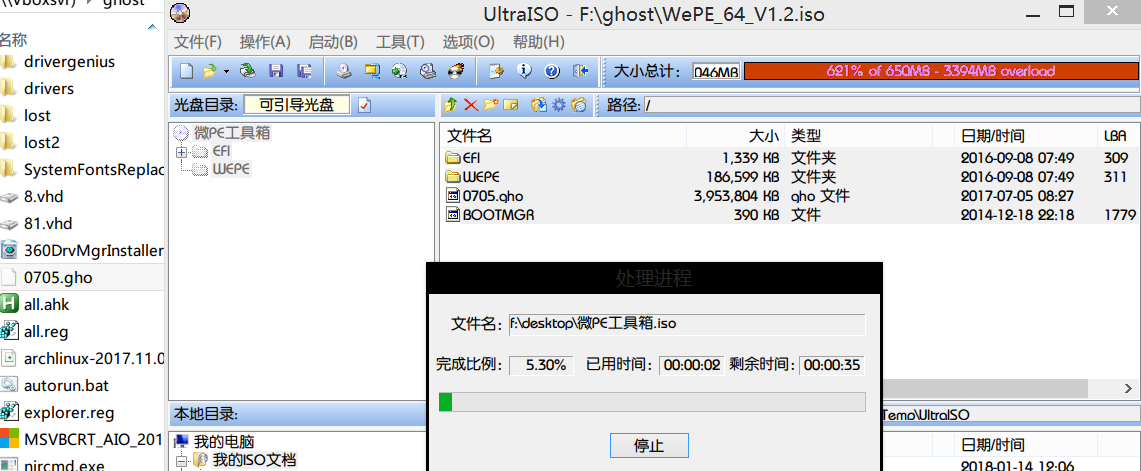 \\VBoxsvr\ ghost
UltraISO - F:\ghost\WePE_64_V1.2.iso
名称
drivergenius
drivers
lost
lost2
SystemFontsReplac
8.vhd
81.vhd
360DrvMgrInstaller
0705.gho
all.ahk
all.reg
archlinux-2017.11.0
autorun.bat
explorer.reg
MSVBCRT_AIO_201
nircmd.exe
文件(F) 操作(A) 启动(B) 工具(T) 选项(O) 帮助(H)
大小总计: 046MB 621% of 650MB - 3394MB overload
光盘目录: 可引导光盘
路径: /
微PE工具箱
EFI
WEPE
文件名 大小 类型 日期/时间 LBA
EFI 1,339 KB 文件夹 2016-09-08 07:49 309
WEPE 186,599 KB 文件夹 2016-09-08 07:49 311
0705.gho 3,953,804 KB gho 文件 2017-07-05 08:27
BOOTMGR 390 KB 文件 2014-12-18 22:18 1779
处理进程
文件名: f:\desktop\微PE工具箱.iso
完成比例: 5.30% 已用时间: 00:00:02 剩余时间: 00:00:35
停止
本地目录:
Temp\UltraISO
我的电脑
我的ISO文档
日期/时间
2018-01-14 12:06